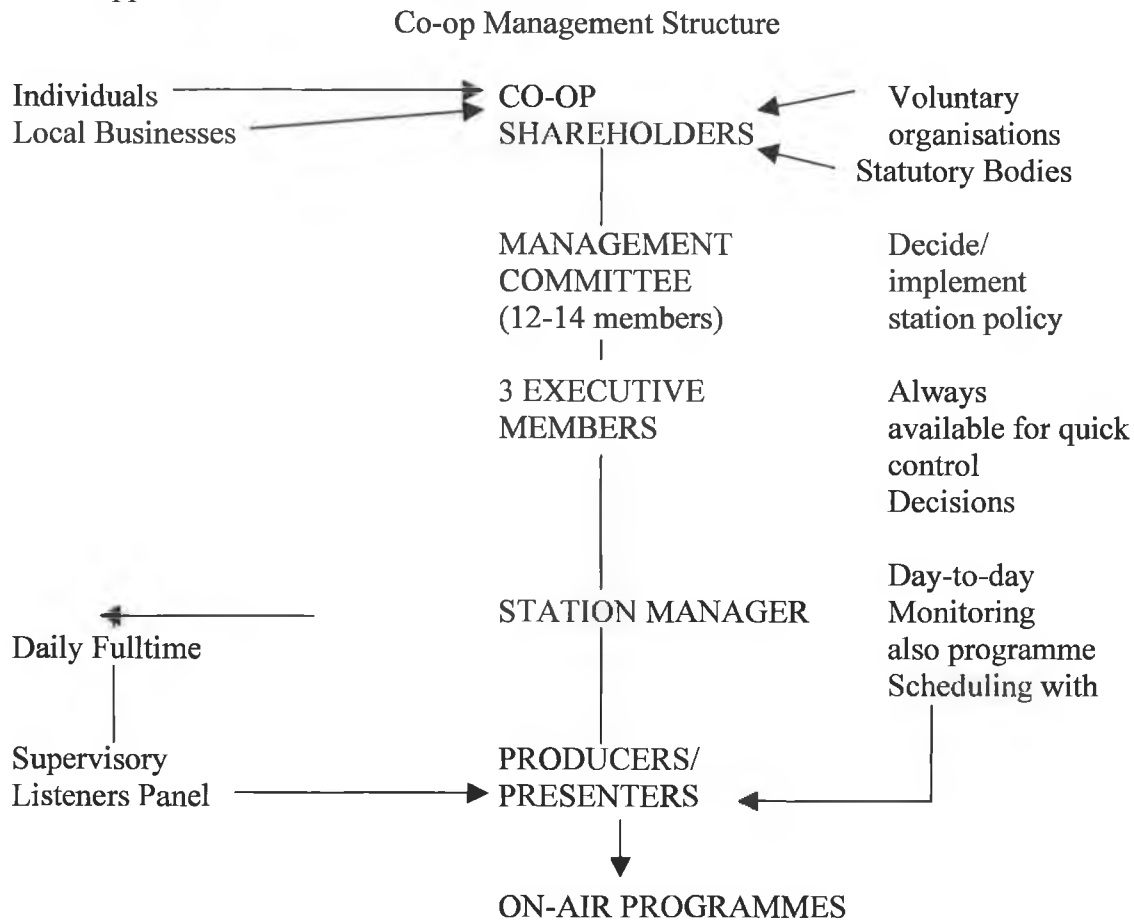 Co-op Management Structure
Individuals
Local Businesses
CO-OP
SHAREHOLDERS
Voluntary
organisations
Statutory Bodies
MANAGEMENT
COMMITTEE
(12-14 members)
Decide/
implement
station policy
3 EXECUTIVE
MEMBERS
Always
available for quick
control
Decisions
STATION MANAGER
Day-to-day
Monitoring
also programme
Scheduling with
Daily Fulltime
Supervisory
Listeners Panel
PRODUCERS/
PRESENTERS
ON-AIR PROGRAMMES